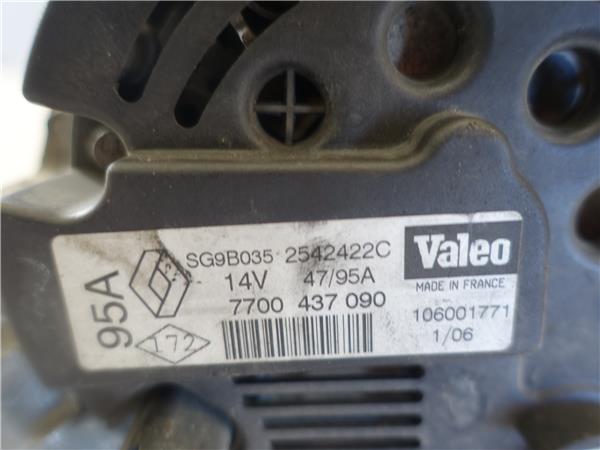 95A
SG9B035 2542422C
14V 47/95A
7700 437 090
172
Valeo
MADE IN FRANCE
106001771
1/06